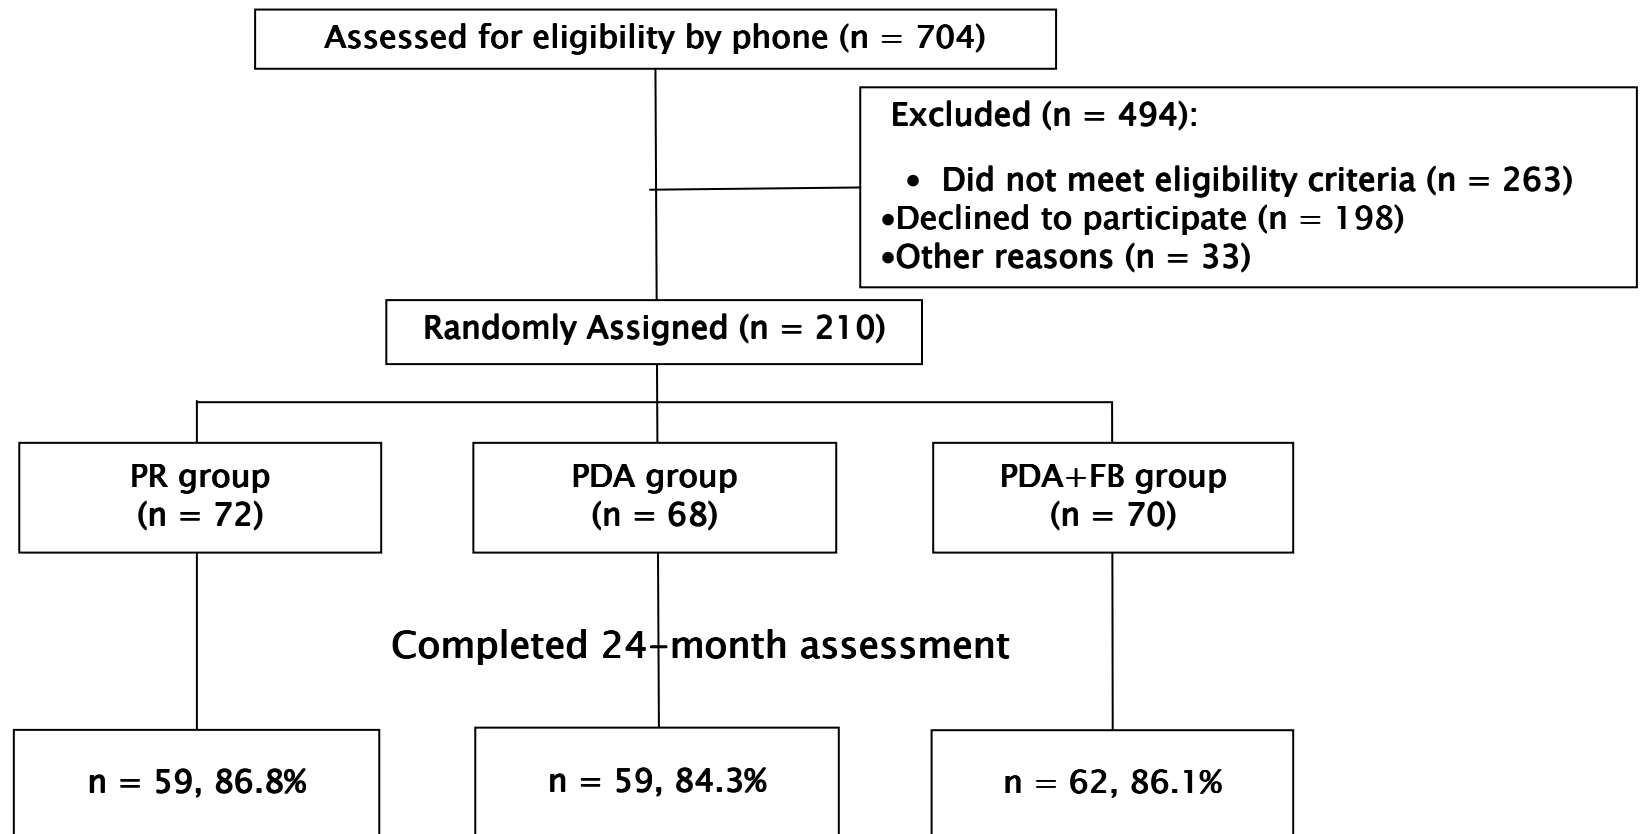 Assessed for eligibility by phone (n = 704)
Excluded (n = 494):
• Did not meet eligibility criteria (n = 263)
•Declined to participate (n = 198)
•Other reasons (n = 33)
Randomly Assigned (n = 210)
PR group
(n = 72)
PDA group
(n = 68)
PDA+FB group
(n = 70)
Completed 24-month assessment
n = 59, 86.8%
n = 59, 84.3%
n = 62, 86.1%